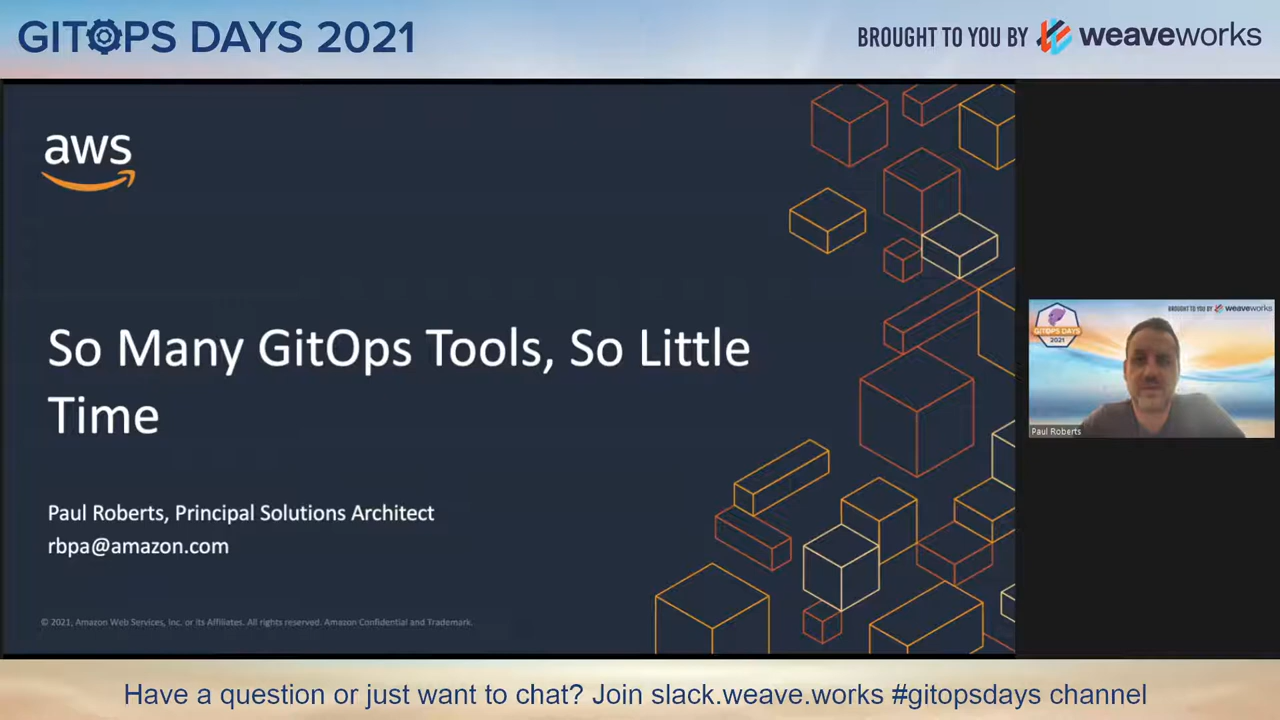 GITOPS DAYS 2021
BROUGHT TO YOU BY weaveworks
aws
So Many GitOps Tools, So Little
Time
Paul Roberts, Principal Solutions Architect
rbpa@amazon.com
© 2021, Amazon Web Services, Inc. or its Affiliates. All rights reserved. Amazon Confidential and Trademark.
BROUGHT TO YOU BY weaveworks
GITOPS DAYS
2021
Paul Roberts
Have a question or just want to chat? Join slack.weave.works #gitopsdays channel